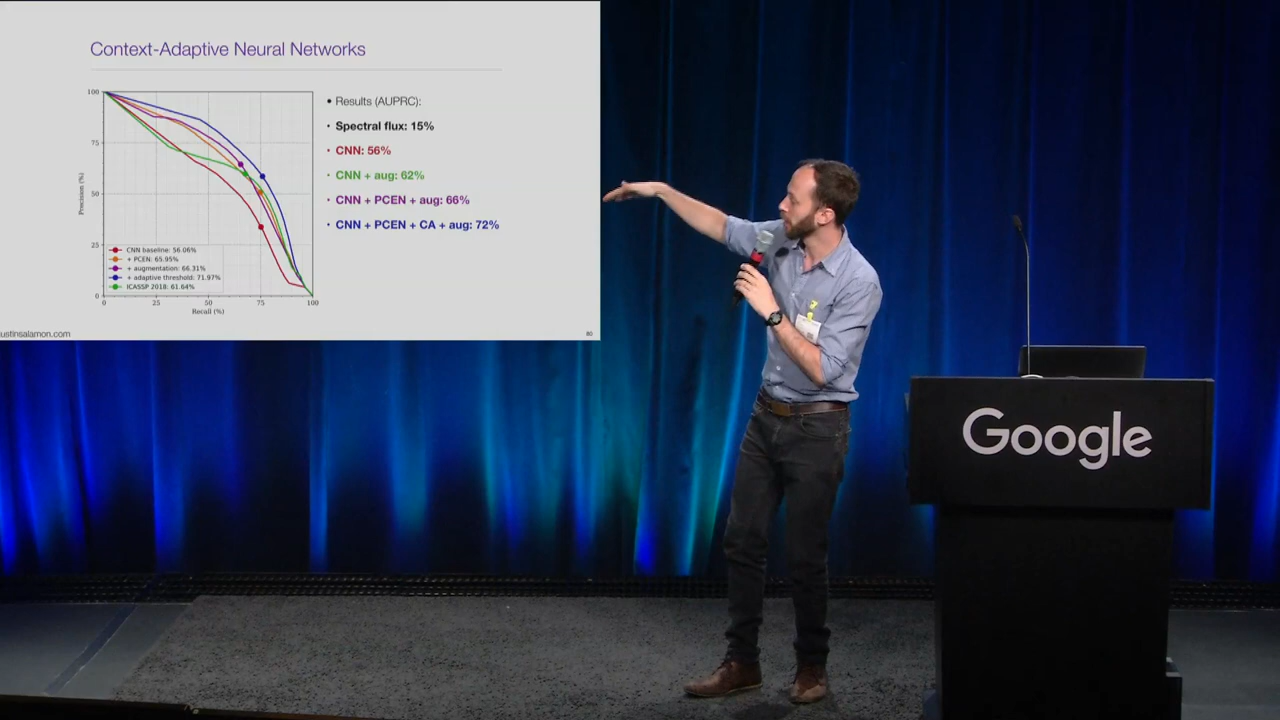 Context-Adaptive Neural Networks
100
75
50
25
0
Precision (%)
CNN baseline: 56.06%
+ PCEN: 65.95%
+ augmentation: 66.31%
+ adaptive threshold: 71.97%
ICASSP 2018: 61.64%
0 25 50 75 100
Recall (%)
• Results (AUPRC):
• Spectral flux: 15%
• CNN: 56%
• CNN + aug: 62%
• CNN + PCEN + aug: 66%
• CNN + PCEN + CA + aug: 72%
ustinsalamon.com
80
Google